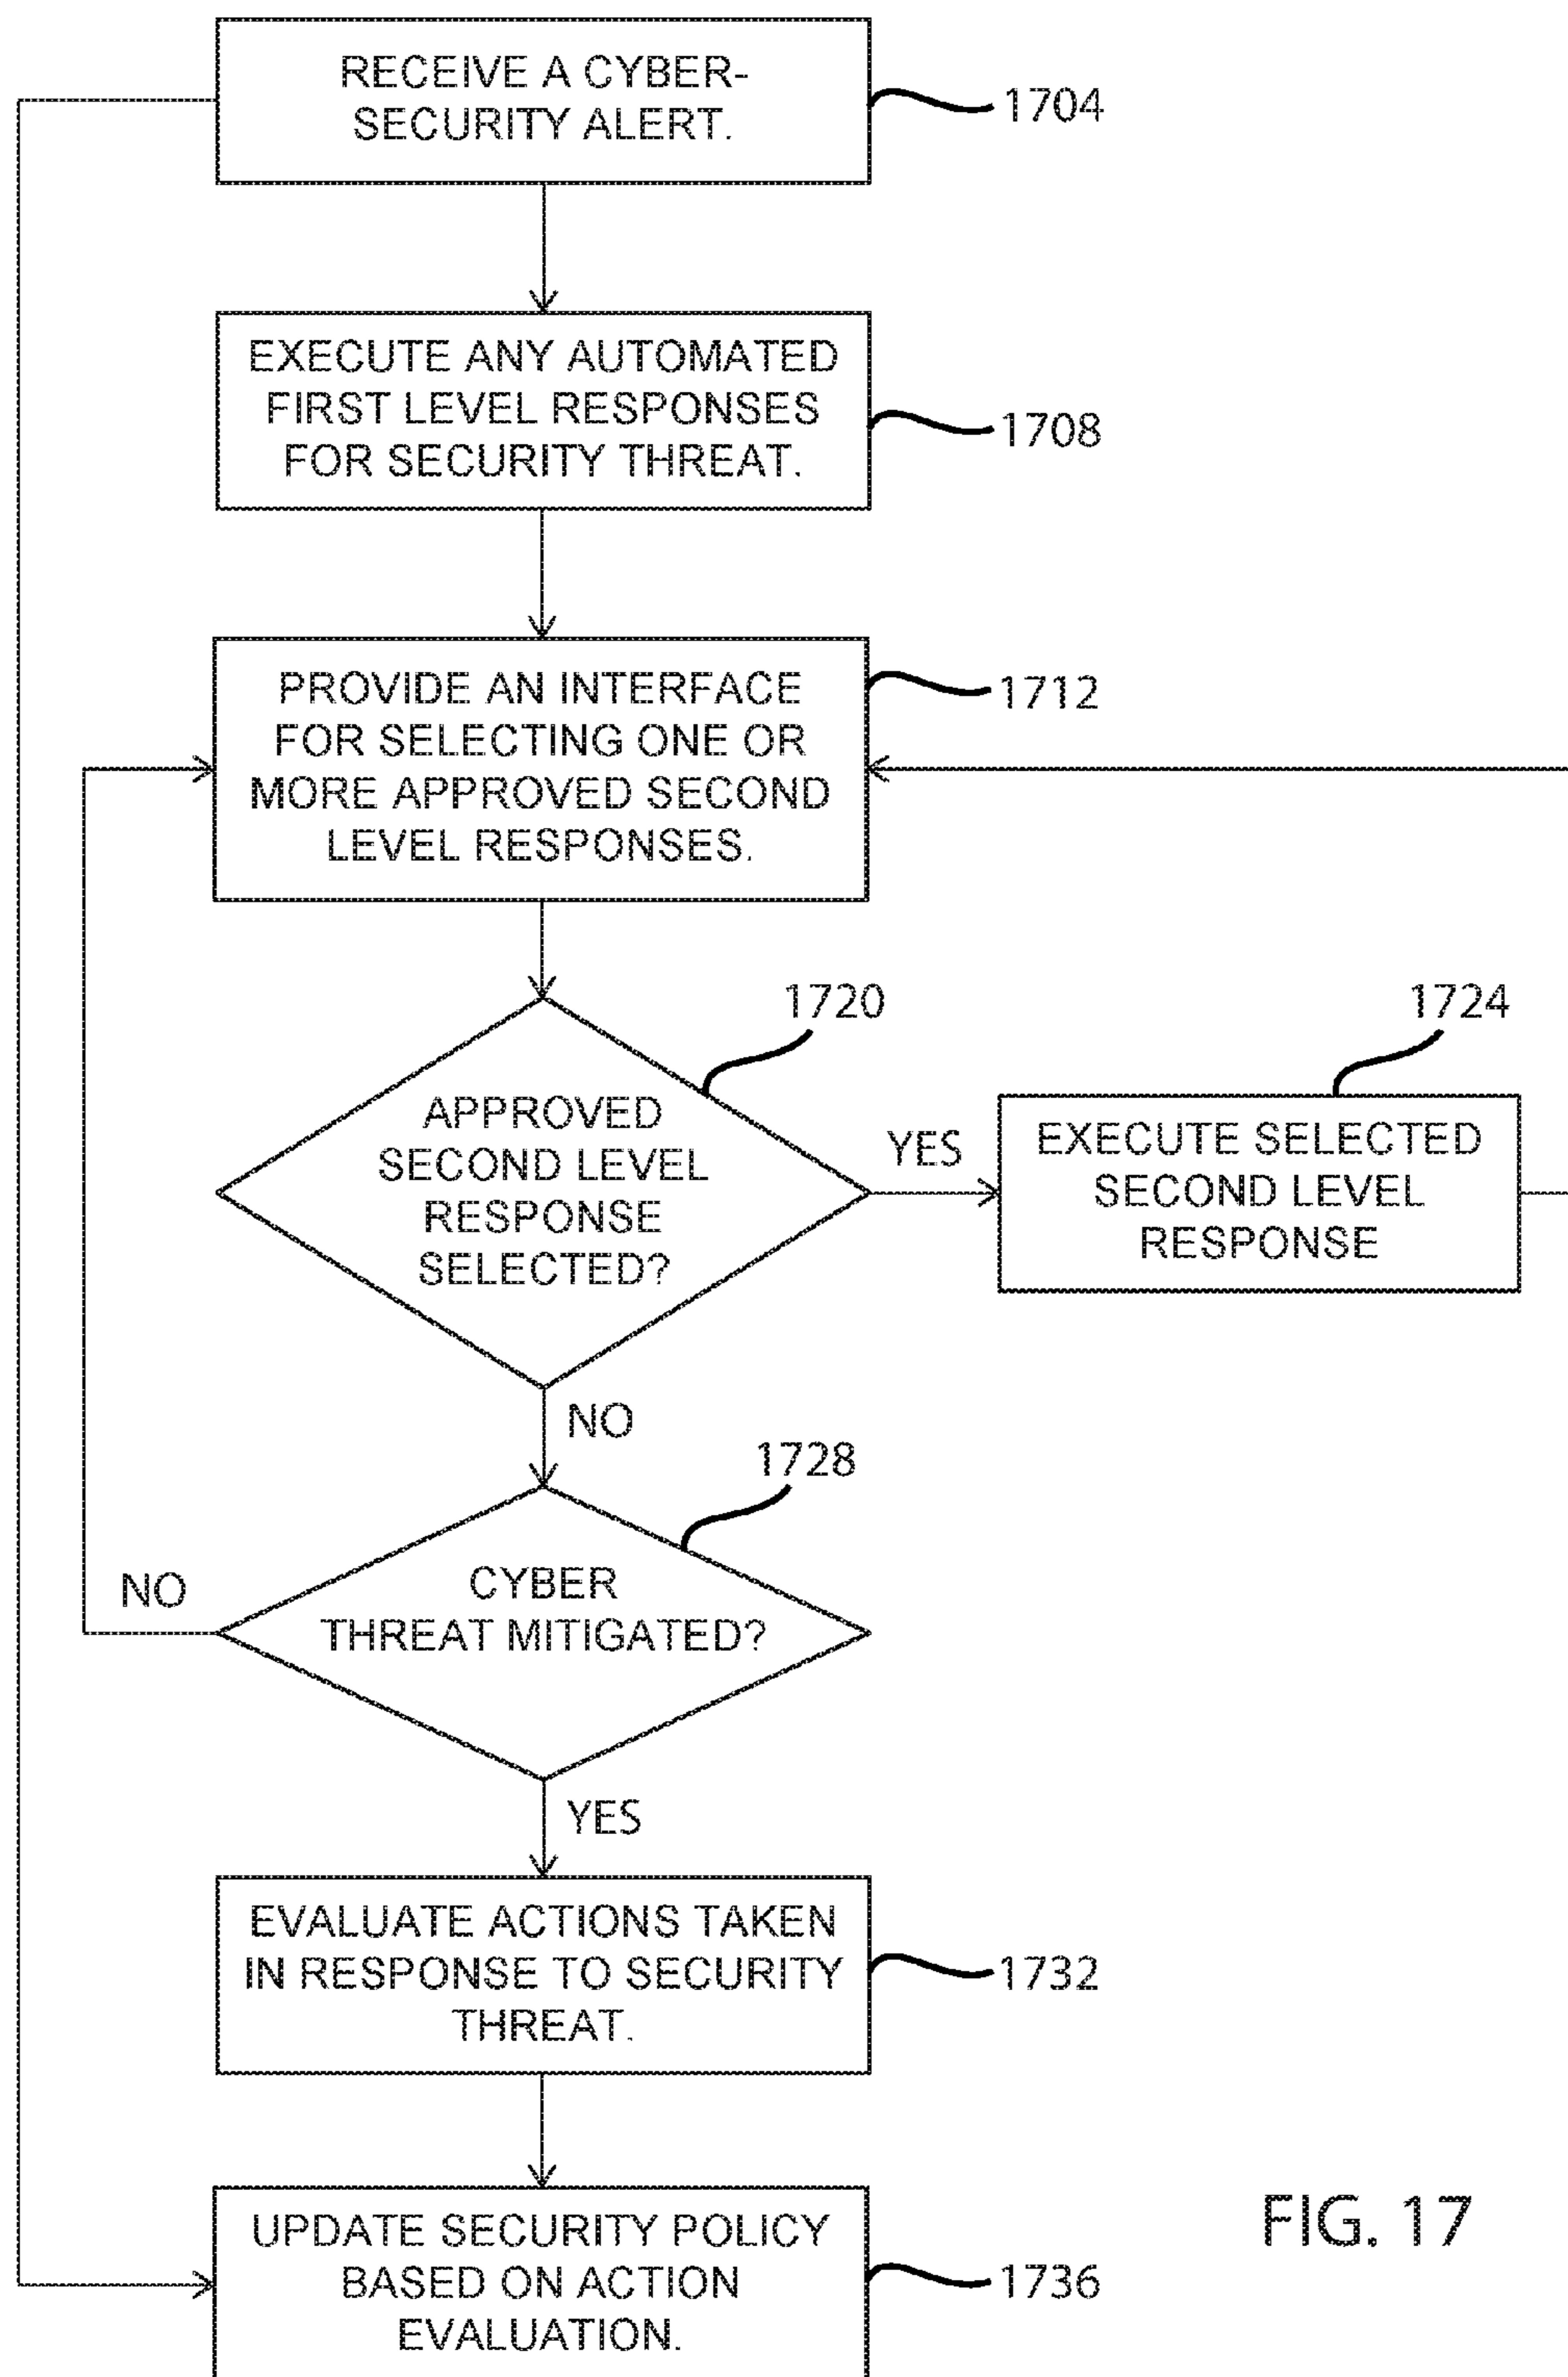 RECEIVE A CYBER-
SECURITY ALERT.
1704
EXECUTE ANY AUTOMATED
FIRST LEVEL RESPONSES
FOR SECURITY THREAT.
1708
PROVIDE AN INTERFACE
FOR SELECTING ONE OR
MORE APPROVED SECOND
LEVEL RESPONSES.
1712
1720
APPROVED
SECOND LEVEL
RESPONSE
SELECTED?
YES
1724
EXECUTE SELECTED
SECOND LEVEL
RESPONSE
NO
1728
CYBER
THREAT MITIGATED?
NO
YES
EVALUATE ACTIONS TAKEN
IN RESPONSE TO SECURITY
THREAT.
1732
UPDATE SECURITY POLICY
BASED ON ACTION
EVALUATION.
1736
FIG. 17